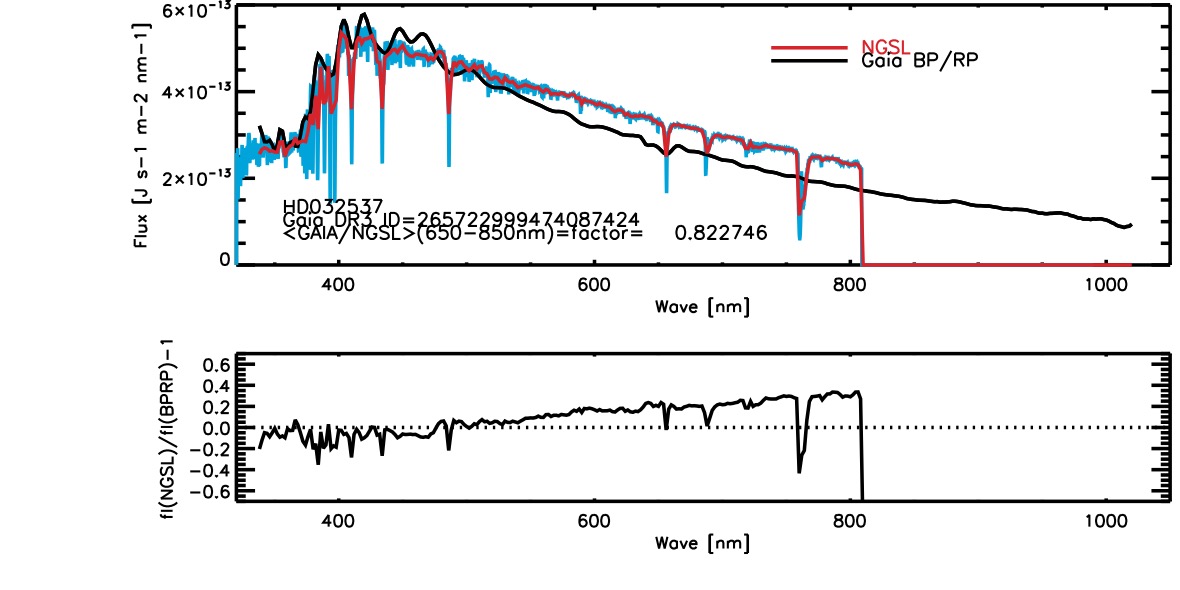 6×10−13
4×10−13
2×10−13
0
Flux [J s−1 m−2 nm−1]
NGSL
Gaia BP/RP
HD032537
Gaia DR3 ID=265722999474087424
<GAIA/NGSL>(650−850nm)=factor= 0.822746
400 600 800 1000
Wave [nm]
fl(NGSL)/fl(BPRP)−1
0.6
0.4
0.2
0.0
−0.2
−0.4
−0.6
400 600 800 1000
Wave [nm]